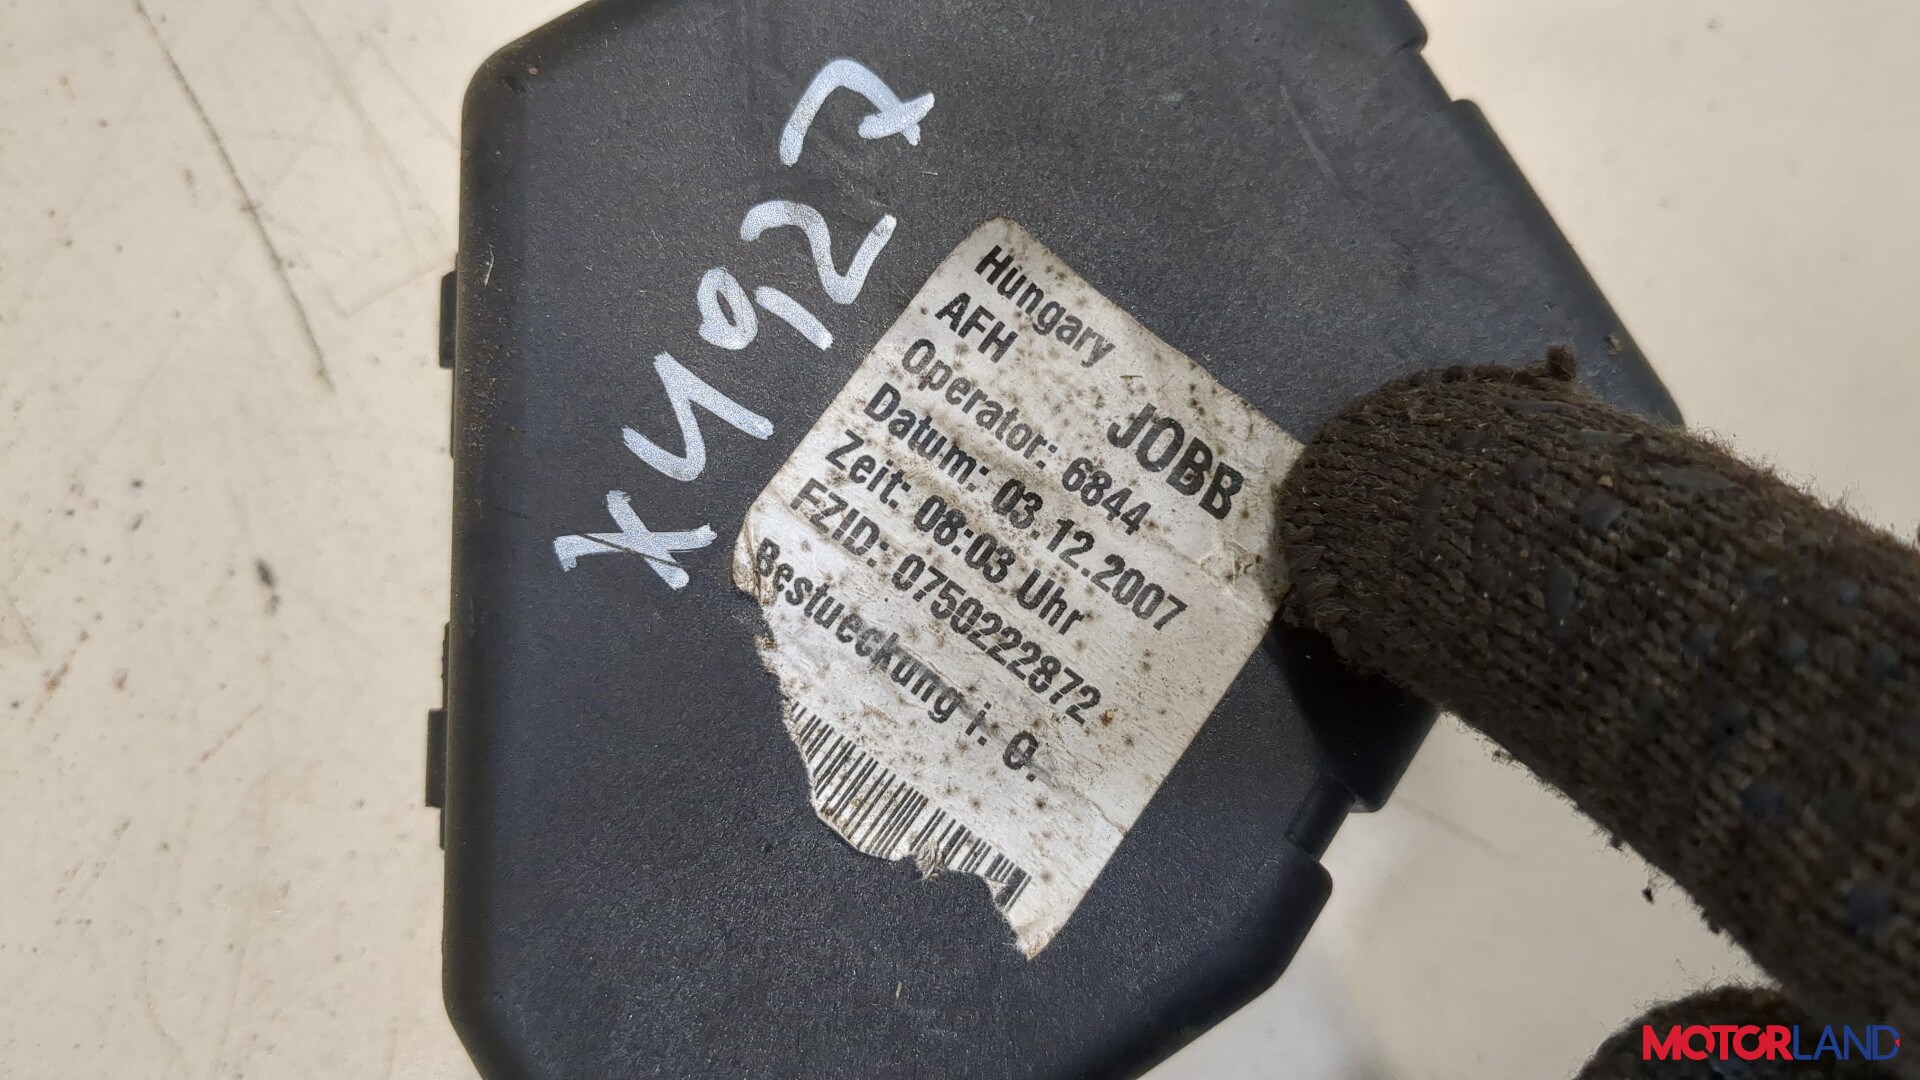 X4927
Hungary
AFH JOBB
Operator: 6844
Datum: 03.12.2007
Zeit: 08:03 Uhr
FZID: 0750222872
Bestueckung i. O.
MOTORLAND